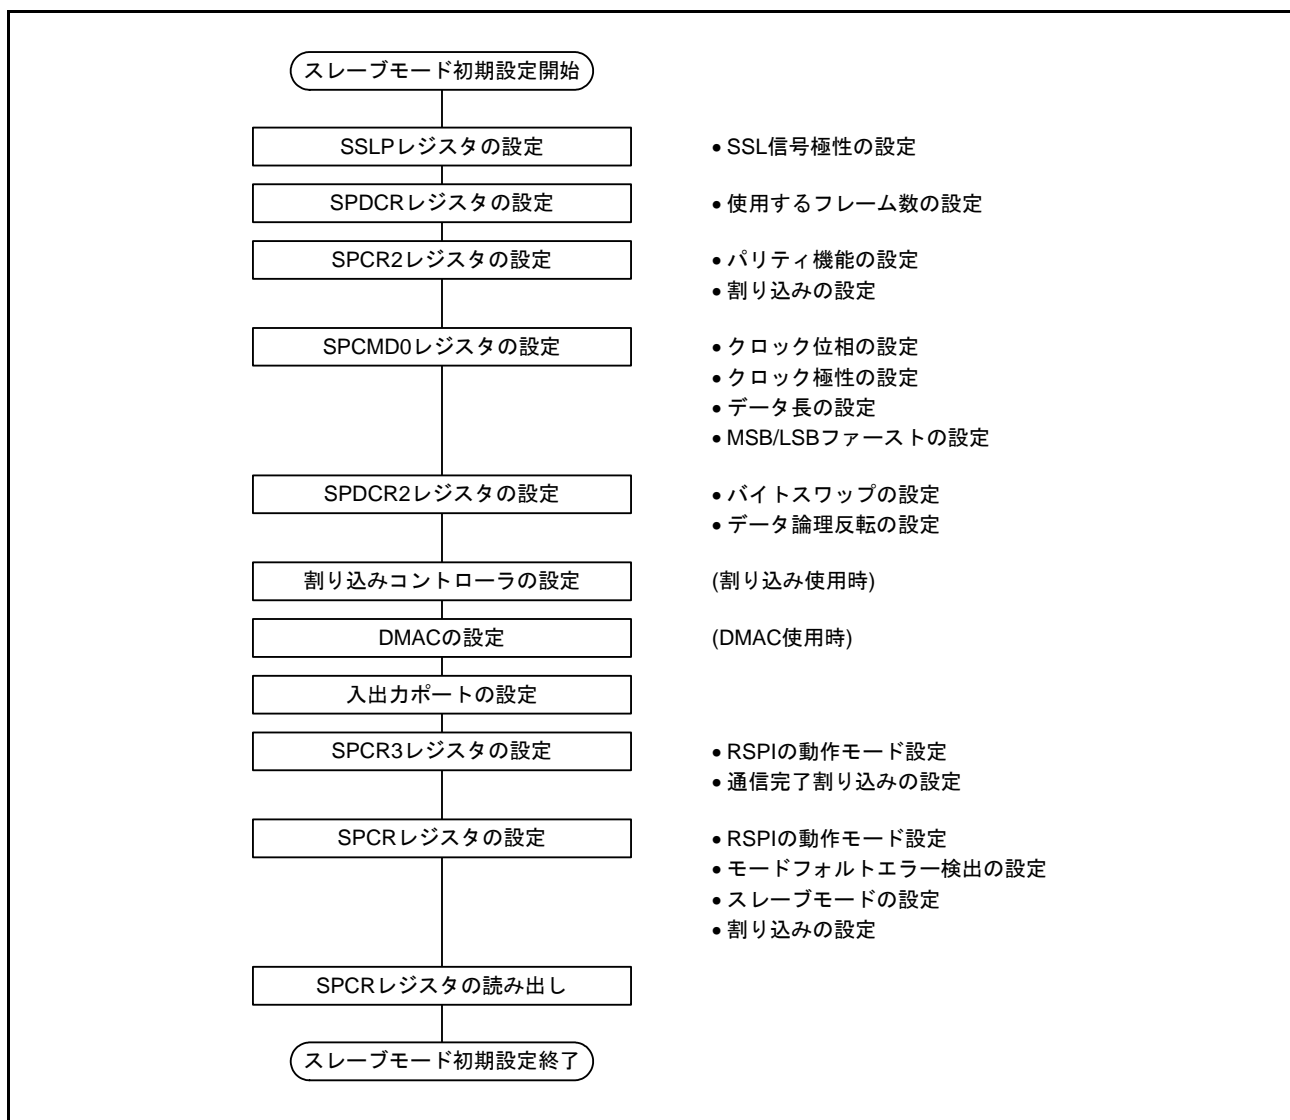 スレーブモード初期設定開始
SSLPレジスタの設定
• SSL信号極性の設定
SPDCRレジスタの設定
• 使用するフレーム数の設定
SPCR2レジスタの設定
• パリティ機能の設定
• 割り込みの設定
SPCMD0レジスタの設定
• クロック位相の設定
• クロック極性の設定
• データ長の設定
• MSB/LSBファーストの設定
SPDCR2レジスタの設定
• バイトスワップの設定
• データ論理反転の設定
割り込みコントローラの設定
(割り込み使用時)
DMACの設定
(DMAC使用時)
入出力ポートの設定
SPCR3レジスタの設定
• RSPIの動作モード設定
• 通信完了割り込みの設定
SPCRレジスタの設定
• RSPIの動作モード設定
• モードフォルトエラー検出の設定
• スレーブモードの設定
• 割り込みの設定
SPCRレジスタの読み出し
スレーブモード初期設定終了